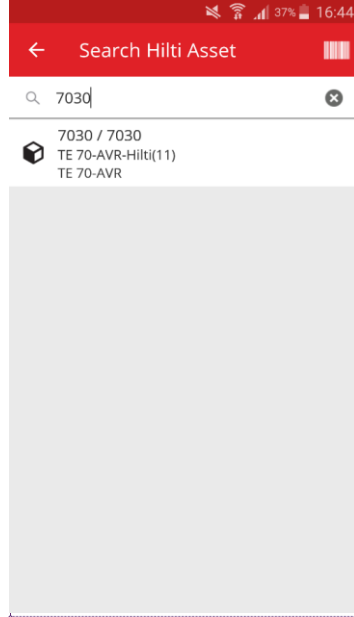 37% 16:44
Search Hilti Asset
7030
7030 / 7030
TE 70-AVR-Hilti(11)
TE 70-AVR